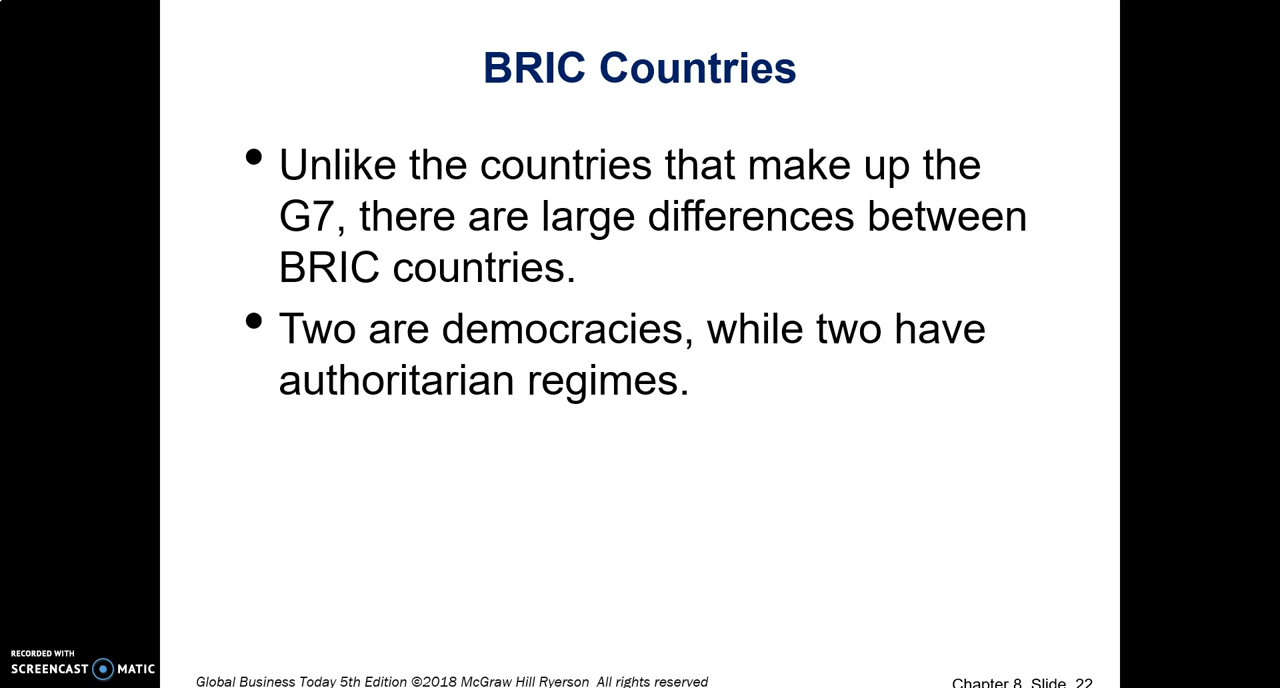 BRIC Countries
• Unlike the countries that make up the
G7, there are large differences between
BRIC countries.
• Two are democracies, while two have
authoritarian regimes.
RECORDED WITH
SCREENCAST MATIC
Global Business Today 5th Edition ©2018 McGraw Hill Ryerson All rights reserved
Chapter 8, Slide 22